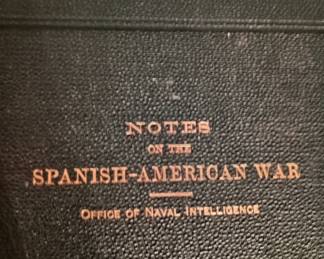 NOTES
ON THE
SPANISH-AMERICAN WAR
OFFICE OF NAVAL INTELLIGENCE